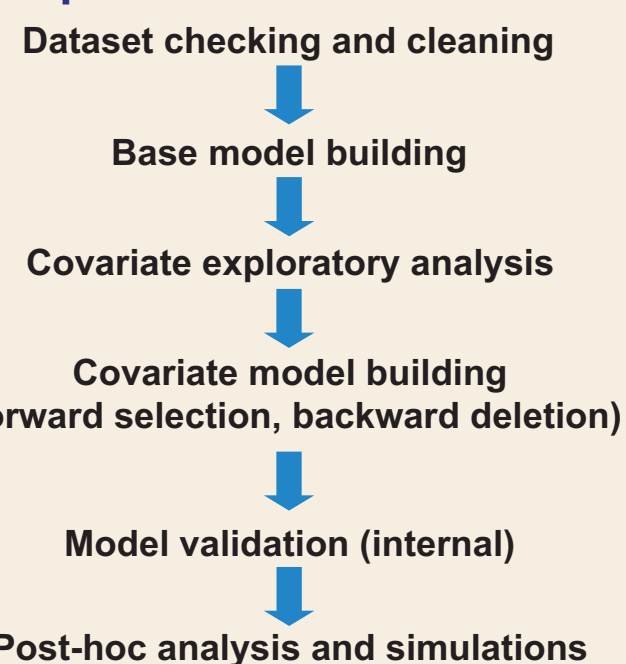 Dataset checking and cleaning
Base model building
Covariate exploratory analysis
Covariate model building
orward selection, backward deletion)
Model validation (internal)
Post-hoc analysis and simulations